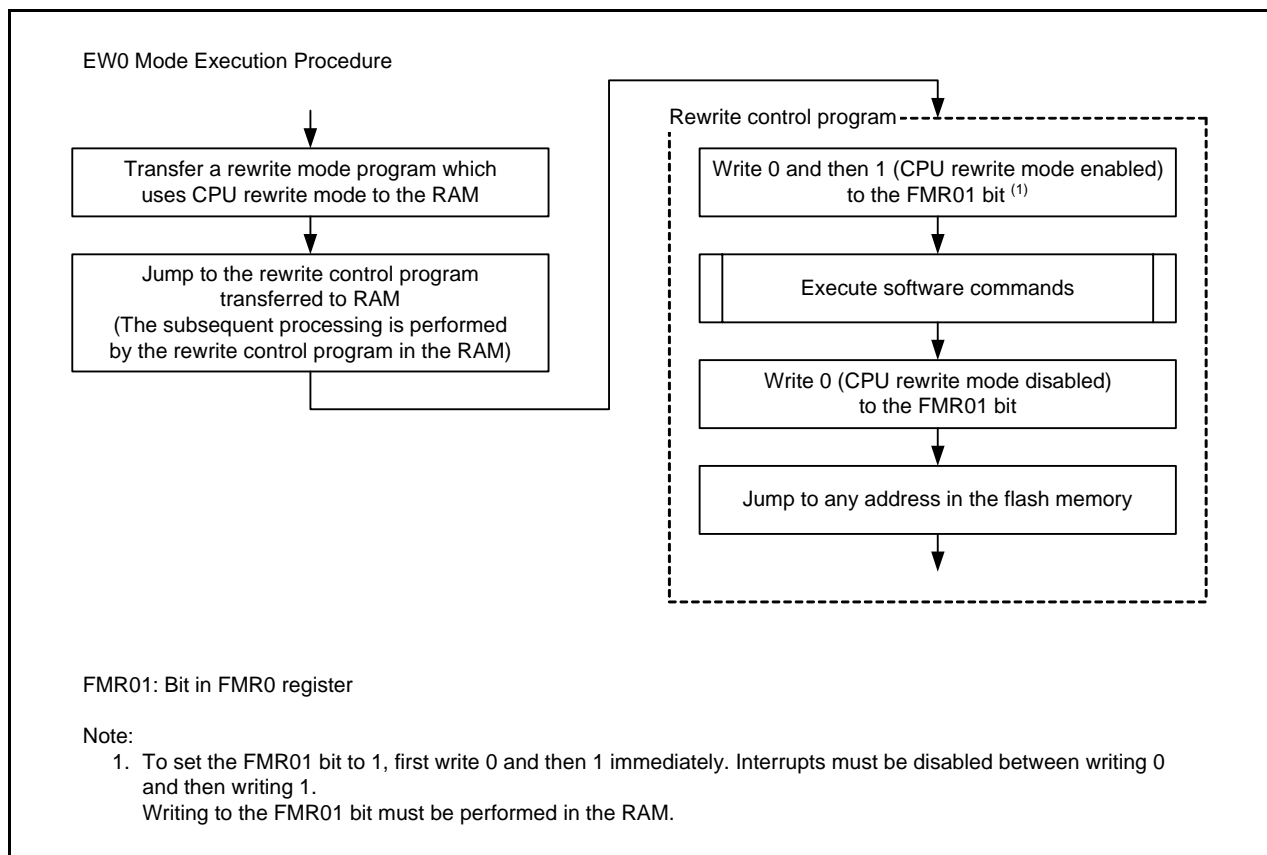 EW0 Mode Execution Procedure
Transfer a rewrite mode program which
uses CPU rewrite mode to the RAM
Jump to the rewrite control program
transferred to RAM
(The subsequent processing is performed
by the rewrite control program in the RAM)
Rewrite control program
Write 0 and then 1 (CPU rewrite mode enabled)
to the FMR01 bit (1)
Execute software commands
Write 0 (CPU rewrite mode disabled)
to the FMR01 bit
Jump to any address in the flash memory
FMR01: Bit in FMR0 register
Note:
1. To set the FMR01 bit to 1, first write 0 and then 1 immediately. Interrupts must be disabled between writing 0
and then writing 1.
Writing to the FMR01 bit must be performed in the RAM.